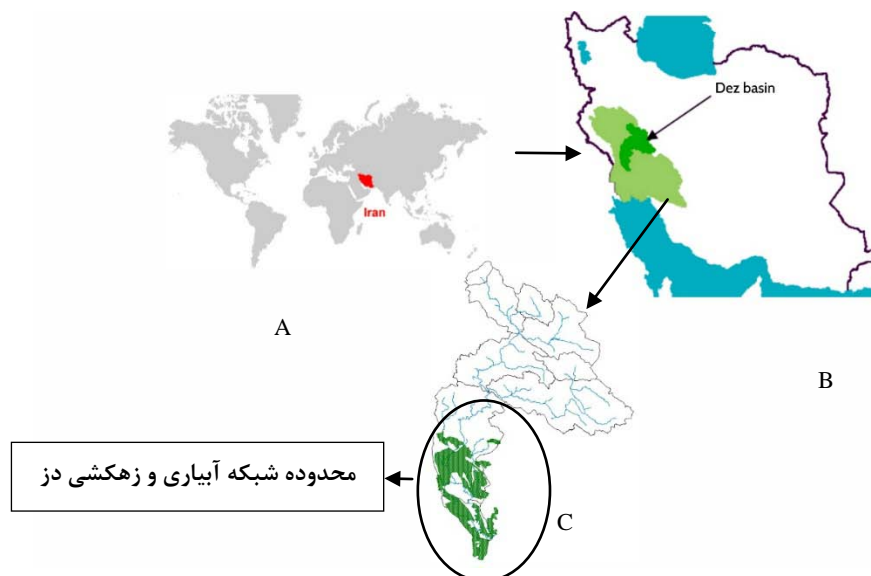 Dez basin
Iran
A
B
محدوده شبکه آبیاری و زهکشی دز
C